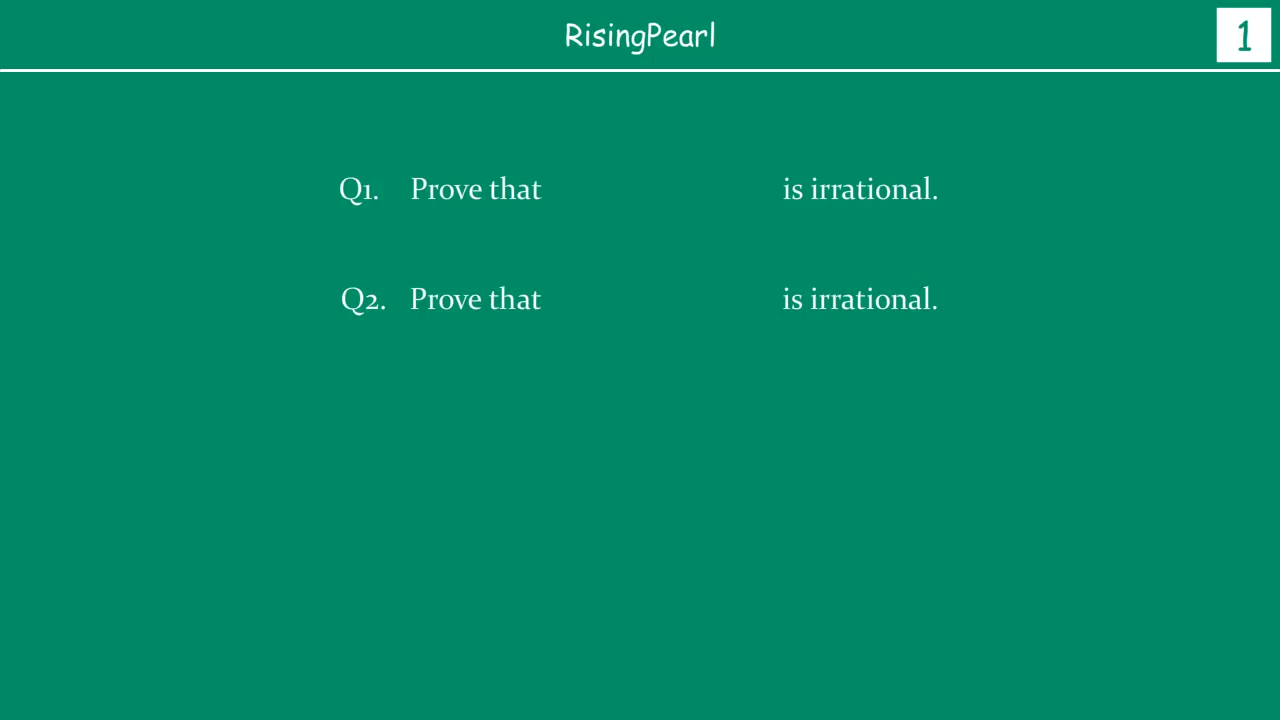 RisingPearl
1
Q1. Prove that is irrational.
Q2. Prove that is irrational.